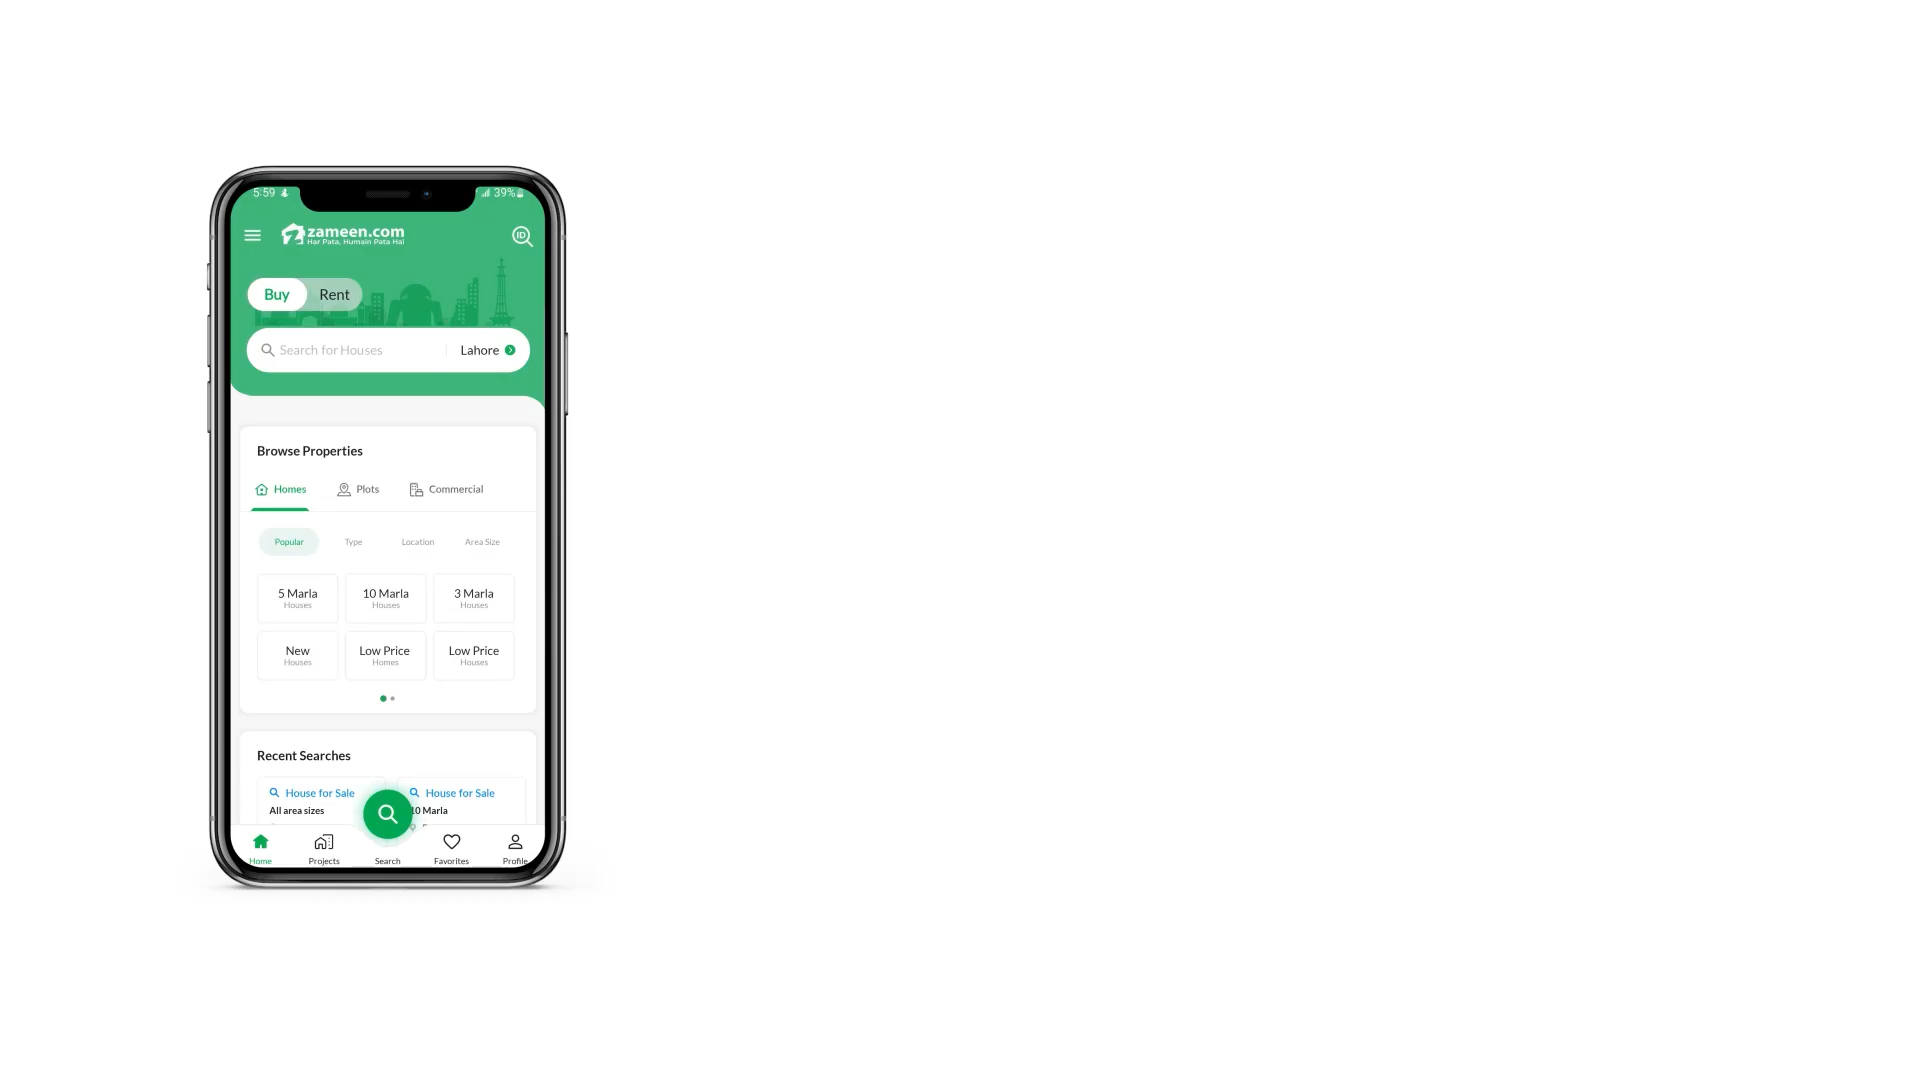 5:59 39%
zameen.com
Har Pata, Humain Pata Hai
ID
Buy Rent
Search for Houses Lahore
Browse Properties
Homes Plots Commercial
Popular Type Location Area Size
5 Marla 10 Marla 3 Marla
Houses Houses Houses
New Low Price Low Price
Houses Homes Houses
Recent Searches
House for Sale House for Sale
All area sizes 10 Marla
Home Projects Search Favorites Profile